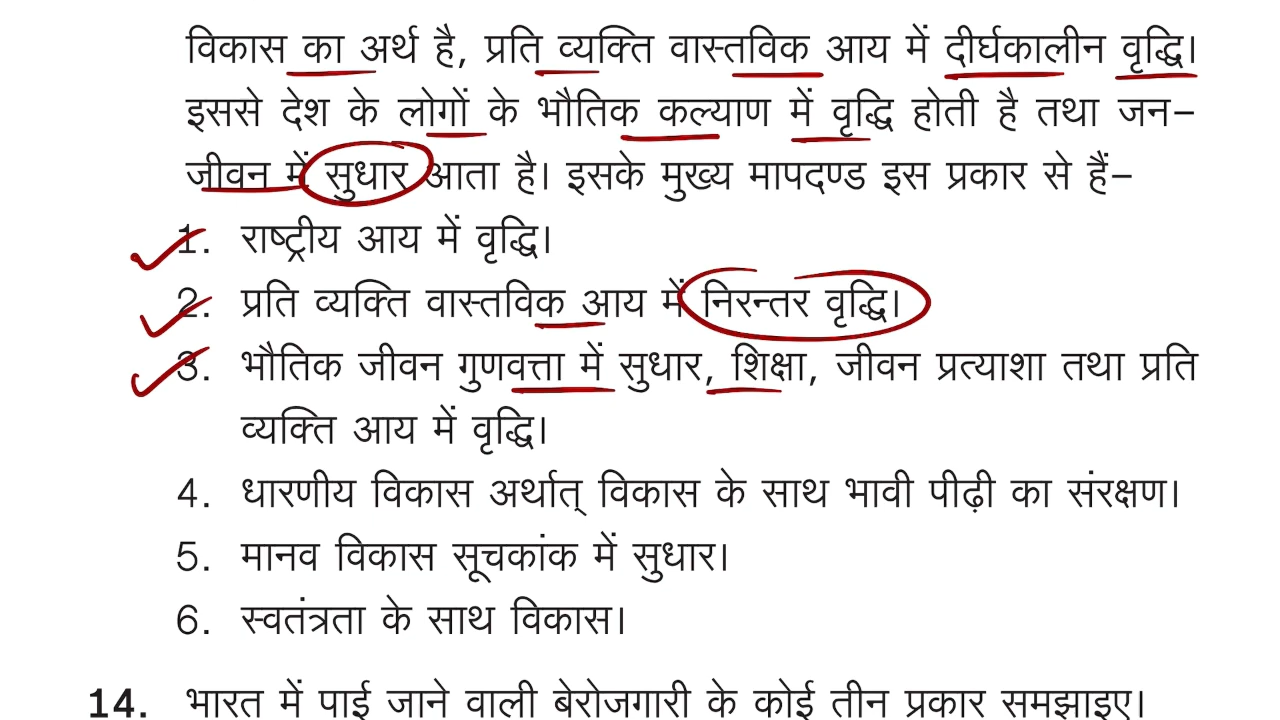 विकास का अर्थ है, प्रति व्यक्ति वास्तविक आय में दीर्घकालीन वृद्धि।
इससे देश के लोगों के भौतिक कल्याण में वृद्धि होती है तथा जन–
जीवन में सुधार आता है। इसके मुख्य मापदण्ड इस प्रकार से हैं–
1. राष्ट्रीय आय में वृद्धि।
2. प्रति व्यक्ति वास्तविक आय में निरन्तर वृद्धि।
3. भौतिक जीवन गुणवत्ता में सुधार, शिक्षा, जीवन प्रत्याशा तथा प्रति
व्यक्ति आय में वृद्धि।
4. धारणीय विकास अर्थात् विकास के साथ भावी पीढ़ी का संरक्षण।
5. मानव विकास सूचकांक में सुधार।
6. स्वतंत्रता के साथ विकास।
14. भारत में पाई जाने वाली बेरोजगारी के कोई तीन प्रकार समझाइए।